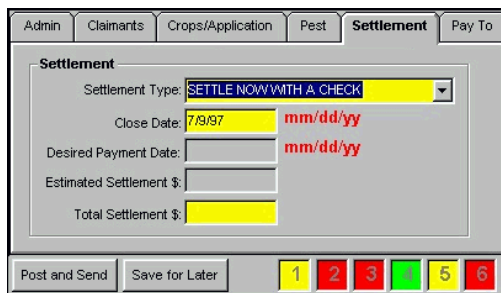 Admin Claimants Crops/Application Pest Settlement Pay To
Settlement
Settlement Type: SETTLE NOW WITH A CHECK
Close Date: 7/9/97 mm/dd/yy
Desired Payment Date: mm/dd/yy
Estimated Settlement $:
Total Settlement $:
Post and Send Save for Later 1 2 3 4 5 6